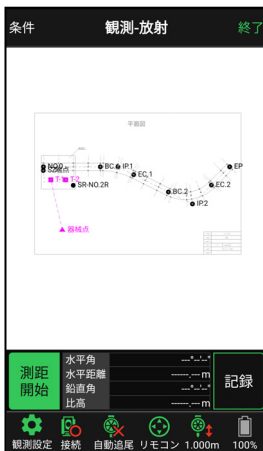 条件 観測-放射 終了
平面図
NO.0 BC.1 IP.1 EP
EC.1
T-1 T-2
SR-NO.2R BC.2 EC.2
IP.2
器械点
測距開始
水平角 ---°--'--"
水平距離 ------.---m
鉛直角 ---°--'--"
比高 ------.---m
記録
観測設定 接続 自動追尾 リモコン 1.000m 100%